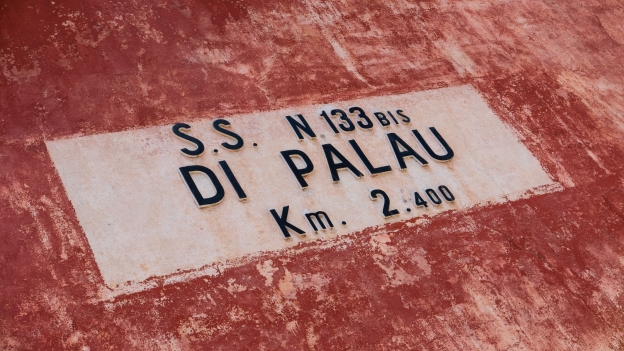 S.S. N.133 BIS
DI PALAU
Km. 2.400